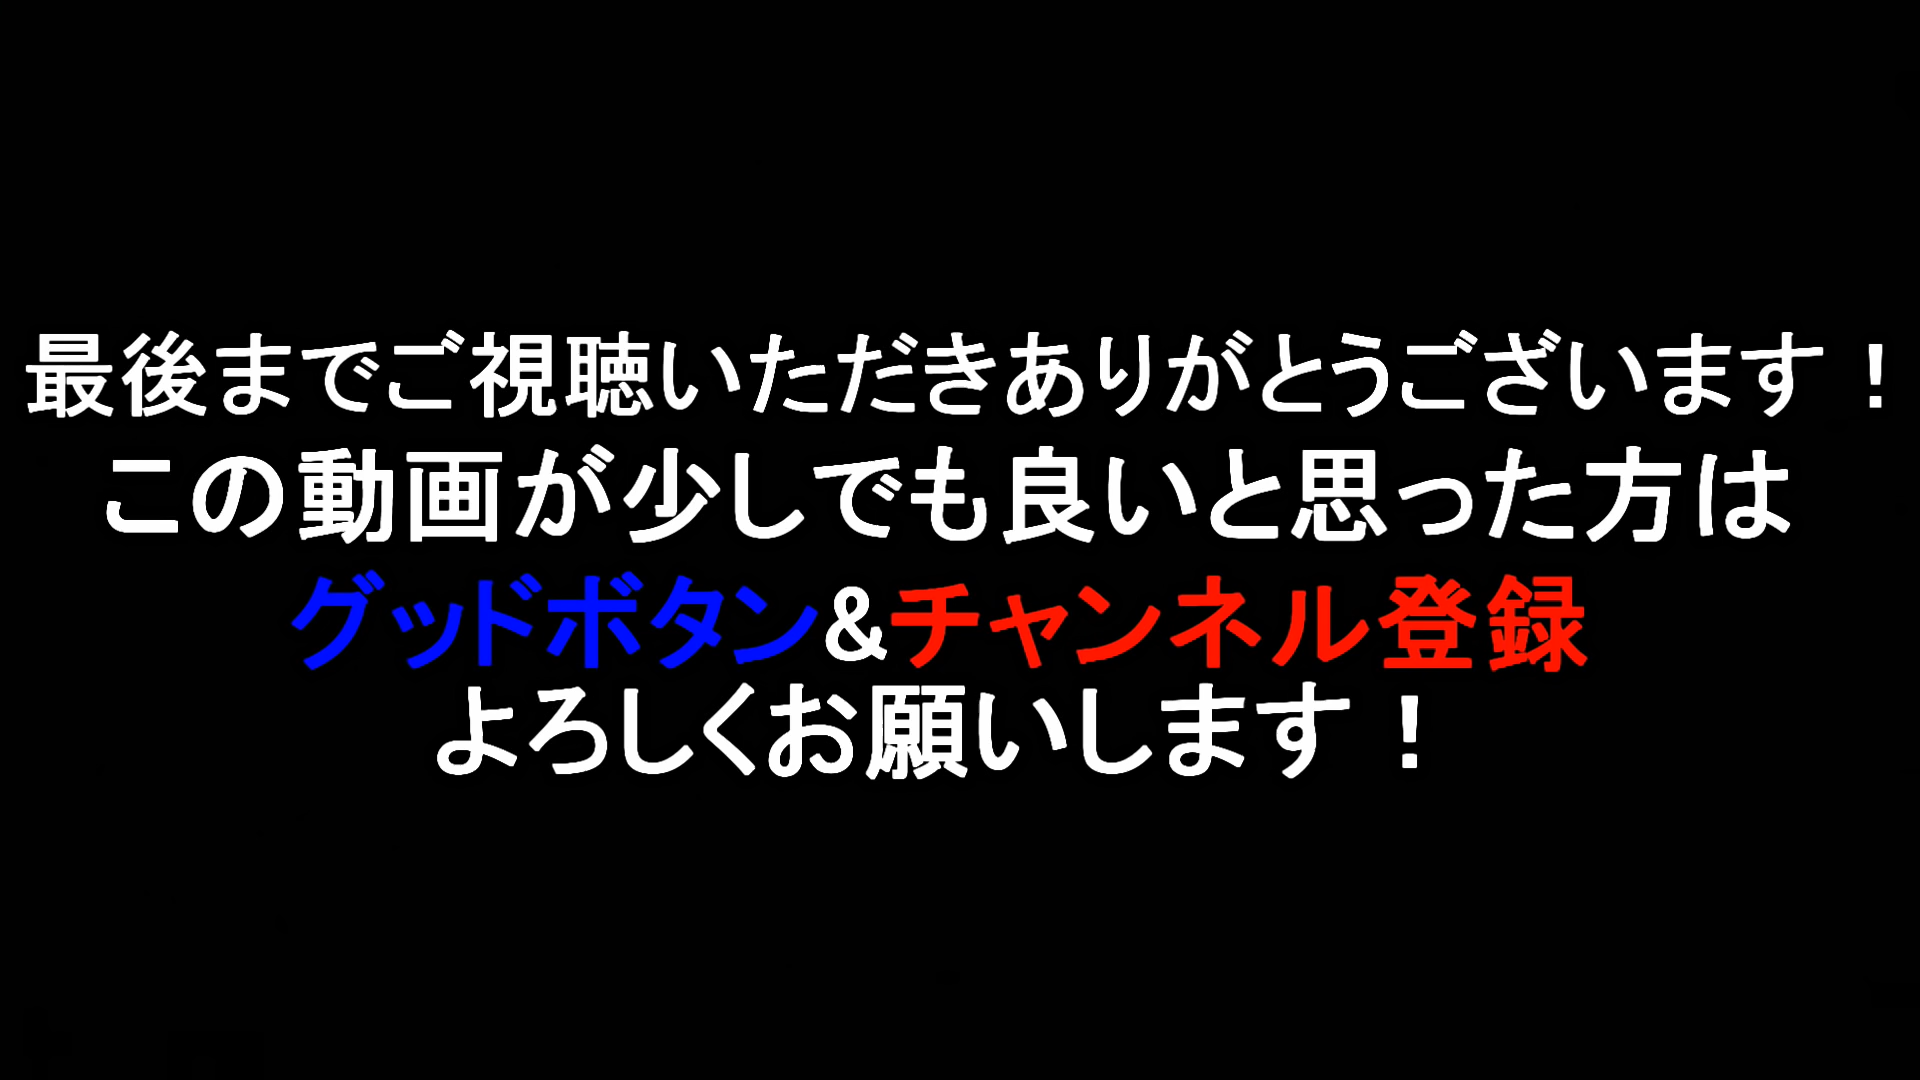 最後までご視聴いただきありがとうございます！
この動画が少しでも良いと思った方は
グッドボタン&チャンネル登録
よろしくお願いします！